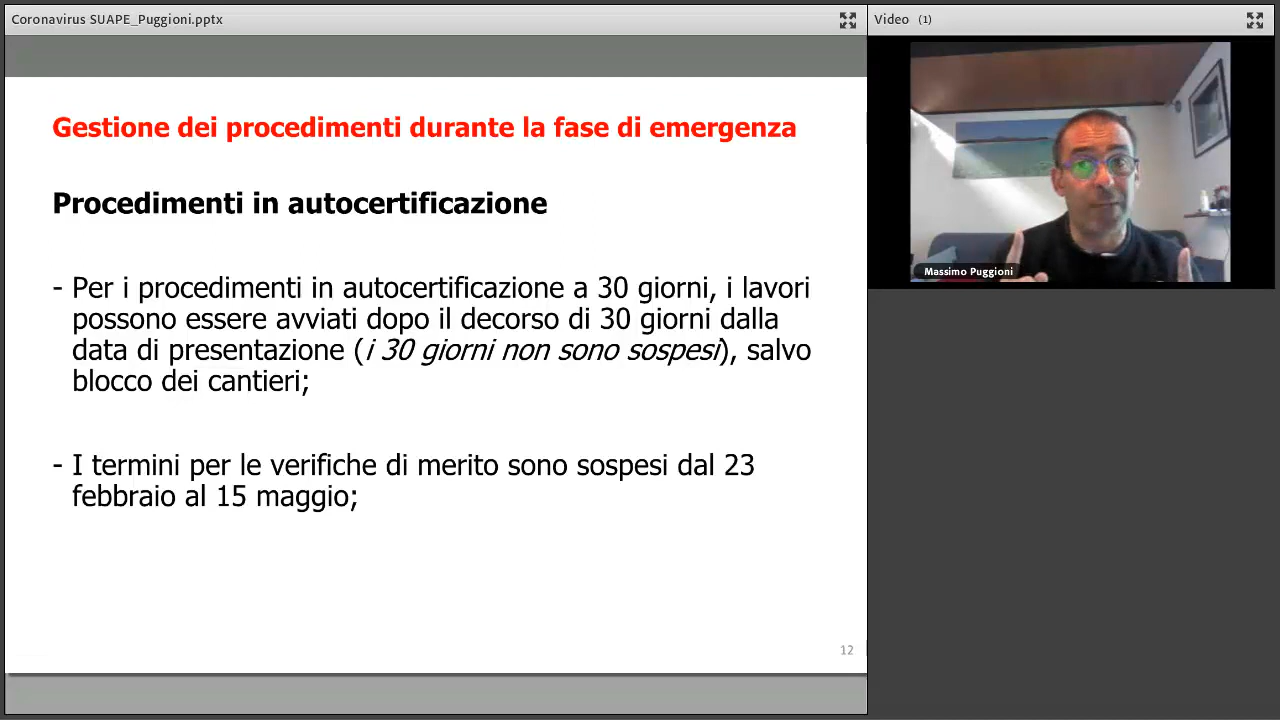 Coronavirus SUAPE_Puggioni.pptx
Video (1)
Gestione dei procedimenti durante la fase di emergenza
Procedimenti in autocertificazione
- Per i procedimenti in autocertificazione a 30 giorni, i lavori
possono essere avviati dopo il decorso di 30 giorni dalla
data di presentazione (i 30 giorni non sono sospesi), salvo
blocco dei cantieri;
- I termini per le verifiche di merito sono sospesi dal 23
febbraio al 15 maggio;
12
Massimo Puggioni